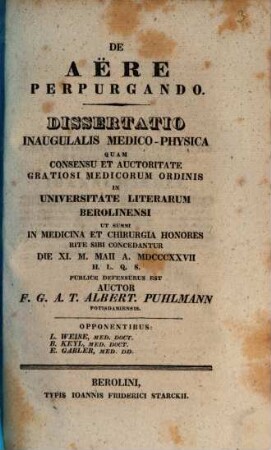 3
DE
AËRE
PERPURGANDO.
DISSERTATIO
INAUGULALIS MEDICO-PHYSICA
QUAM
CONSENSU ET AUCTORITATE
GRATIOSI MEDICORUM ORDINIS
IN
UNIVERSITATE LITERARUM
BEROLINENSI
UT SUMMI
IN MEDICINA ET CHIRURGIA HONORES
RITE SIBI CONCEDANTUR
DIE XI. M. MAII A. MDCCCXXVII
H. L. Q. S.
PUBLICE DEFENSURUS EST
AUCTOR
F. G. A. T. ALBERT. PUHLMANN
POTISDAMIENSIS.
OPPONENTIBUS:
L. WEISE, MED. DOCT.
B. KEYL, MED. DOCT.
E. GABLER, MED. DD.
BEROLINI,
TYPIS IOANNIS FRIDERICI STARCKII.